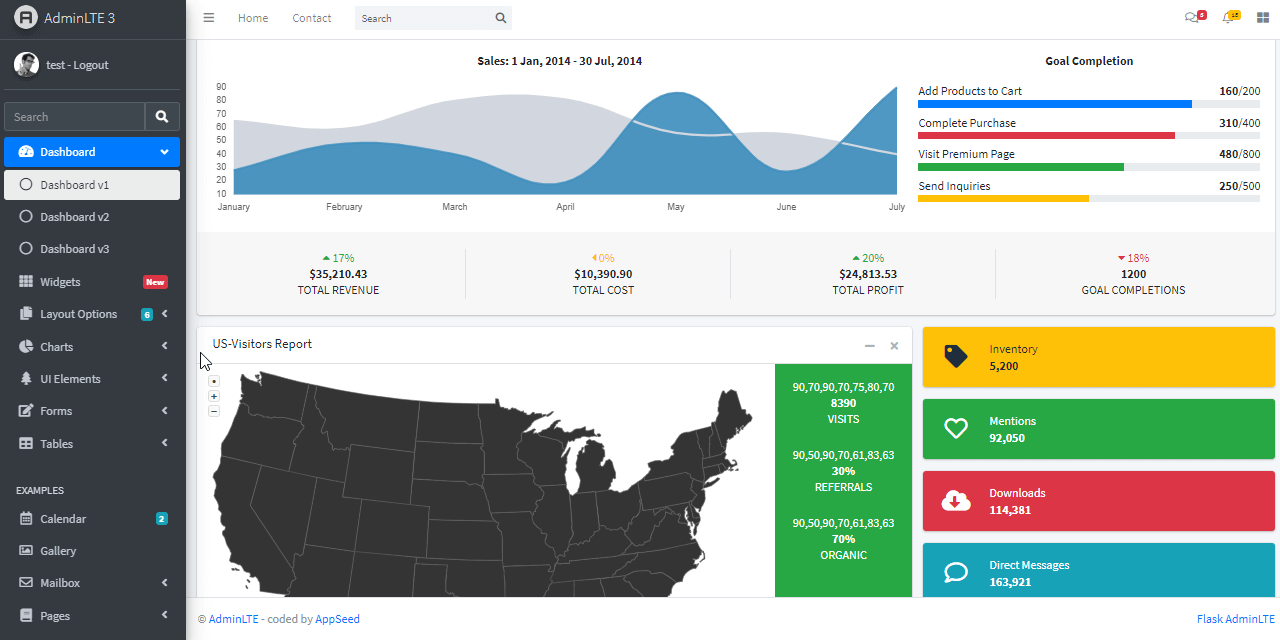 AdminLTE 3
test - Logout
Search
Dashboard
Dashboard v1
Dashboard v2
Dashboard v3
Widgets New
Layout Options 6
Charts
UI Elements
Forms
Tables
EXAMPLES
Calendar 2
Gallery
Mailbox
Pages
Home Contact Search 5 15
Sales: 1 Jan, 2014 - 30 Jul, 2014
90
80
70
60
50
40
30
20
10
January February March April May June July
Goal Completion
Add Products to Cart 160/200
Complete Purchase 310/400
Visit Premium Page 480/800
Send Inquiries 250/500
17%
$35,210.43
TOTAL REVENUE
0%
$10,390.90
TOTAL COST
20%
$24,813.53
TOTAL PROFIT
18%
1200
GOAL COMPLETIONS
US-Visitors Report
90,70,90,70,75,80,70
8390
VISITS
90,50,90,70,61,83,63
30%
REFERRALS
90,50,90,70,61,83,63
70%
ORGANIC
Inventory
5,200
Mentions
92,050
Downloads
114,381
Direct Messages
163,921
© AdminLTE - coded by AppSeed
Flask AdminLTE